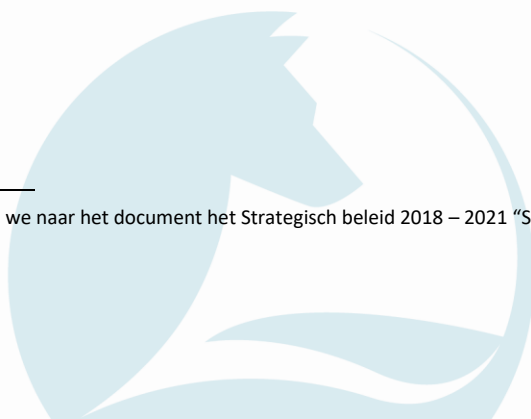 we naar het document het Strategisch beleid 2018 – 2021 “S